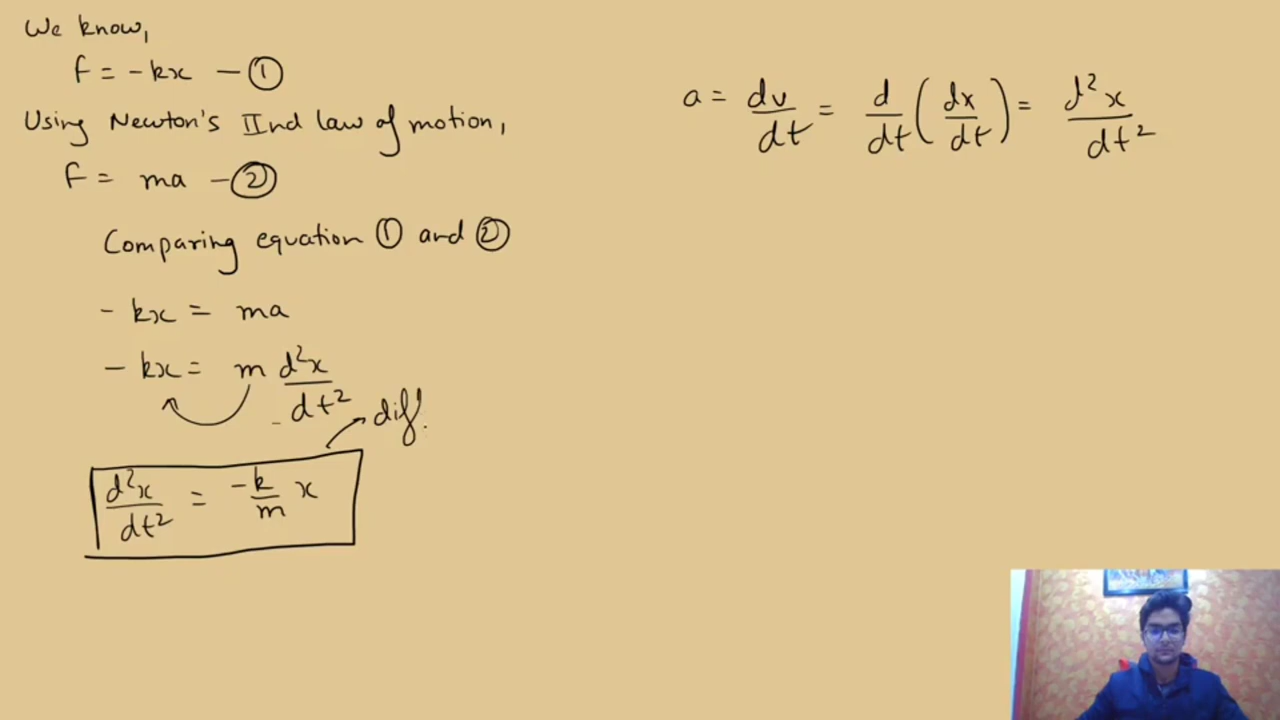 We know,
F = -kx — ①
Using Newton's IInd law of motion,
F = ma — ②
Comparing equation ① and ②
- kx = ma
- kx = m d²x/dt²
diff.
d²x/dt² = -k/m x
a = dv/dt = d/dt (dx/dt) = d²x/dt²